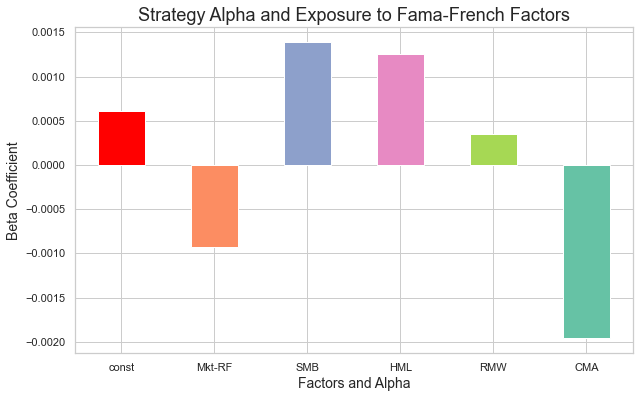 Strategy Alpha and Exposure to Fama-French Factors
0.0015
0.0010
0.0005
0.0000
−0.0005
−0.0010
−0.0015
−0.0020
Beta Coefficient
const Mkt-RF SMB HML RMW CMA
Factors and Alpha